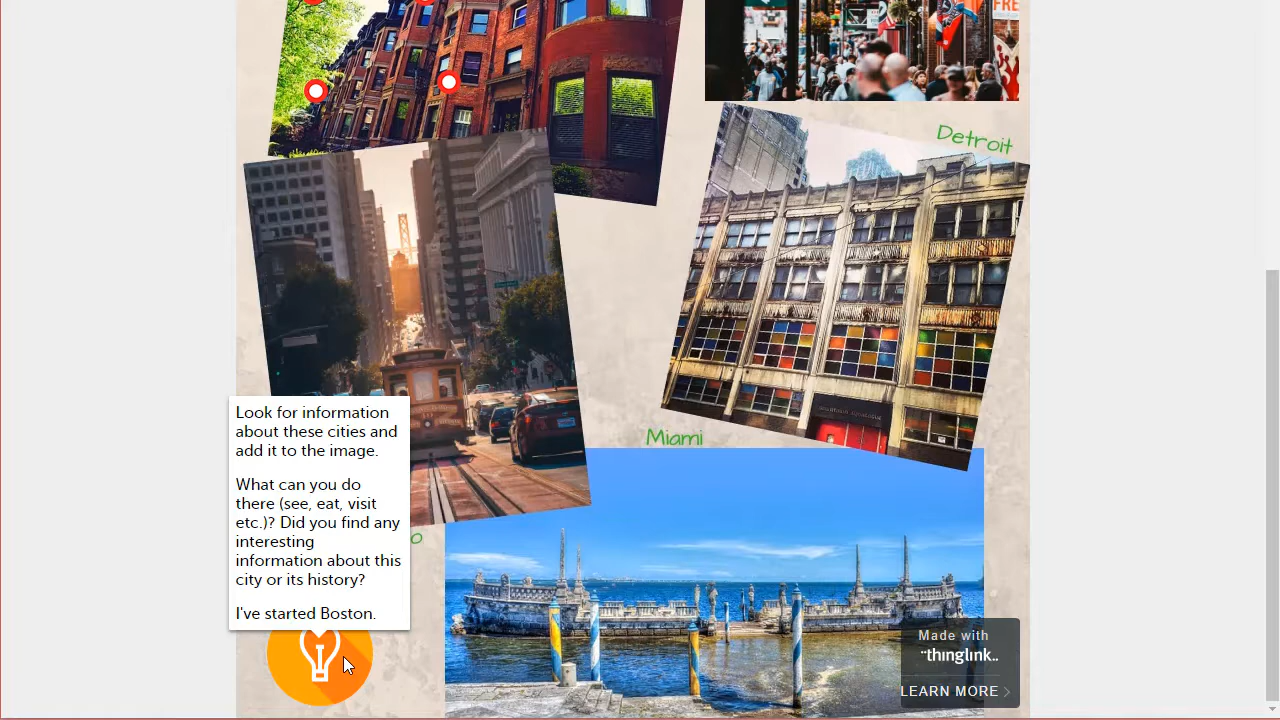 FRE
Detroit
Look for information
about these cities and
add it to the image.
What can you do
there (see, eat, visit
etc.)? Did you find any
interesting
information about this
city or its history?
I've started Boston.
Miami
o
Made with
thinglink..
LEARN MORE